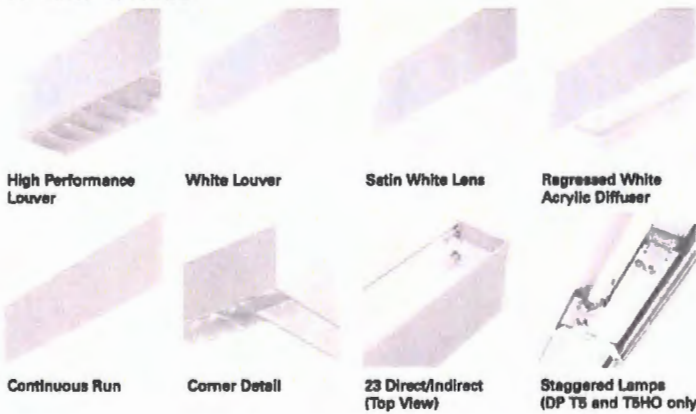 High Performance
Louver
White Louver
Satin White Lens
Regressed White
Acrylic Diffuser
Continuous Run
Corner Detail
23 Direct/Indirect
(Top View)
Staggered Lamps
(DP T5 and T5HO only